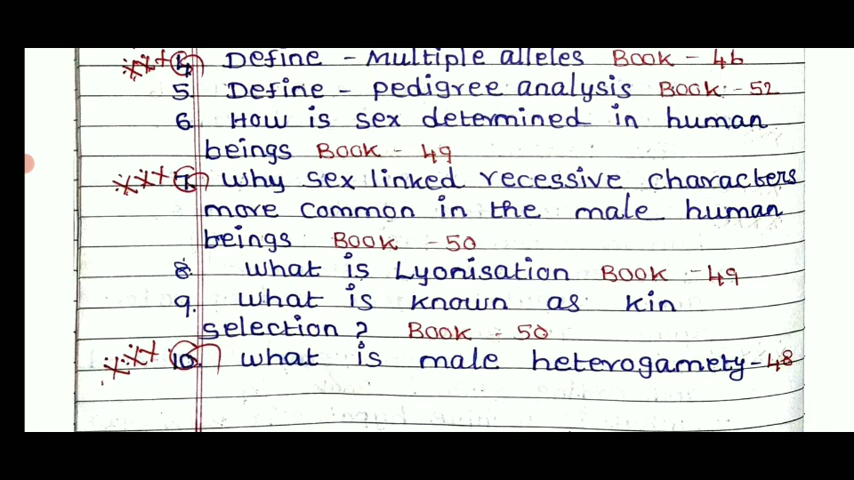 4. Define - Multiple alleles Book - 46
5. Define - pedigree analysis Book - 52
6. How is sex determined in human
beings Book - 49
7. Why sex linked recessive characters
more common in the male human
beings Book - 50
8. What is Lyonisation Book - 49
9. What is known as kin
selection ? Book - 50
10. What is male heterogamety - 48